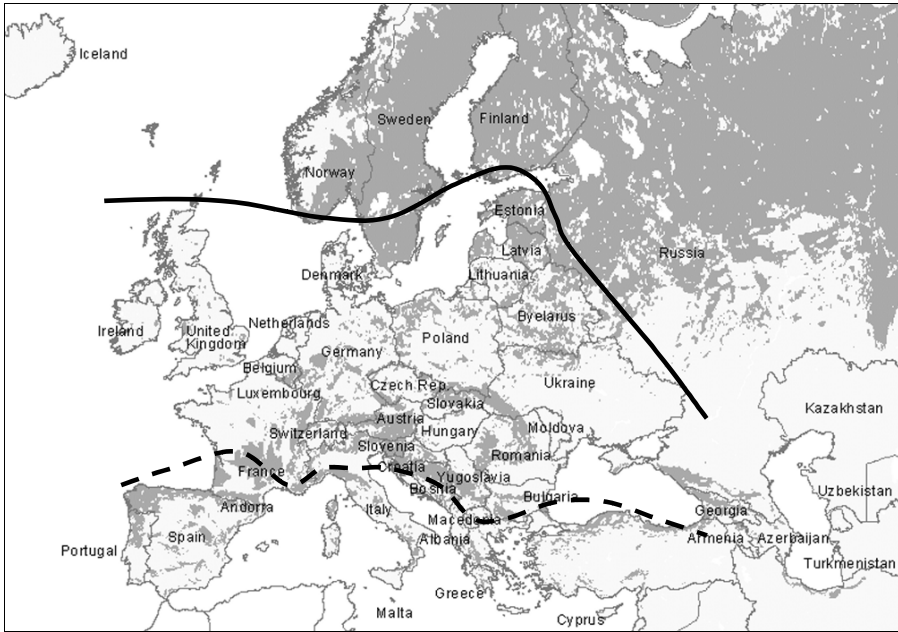 Iceland
Sweden
Finland
Norway
Estonia
Russia
Latvia
Denmark
Lithuania
Byelarus
Ireland
United
Kingdom
Netherlands
Poland
Germany
Belgium
Ukraine
Luxembourg
Czech Rep.
Slovakia
Kazakhstan
Austria
Switzerland
Hungary
Moldova
Slovenia
Romania
Croatia
France
Yugoslavia
Bosnia
Uzbekistan
Bulgaria
Andorra
Italy
Georgia
Macedonia
Spain
Albania
Armenia
Azerbaijan
Portugal
Turkmenistan
Greece
Malta
Cyprus